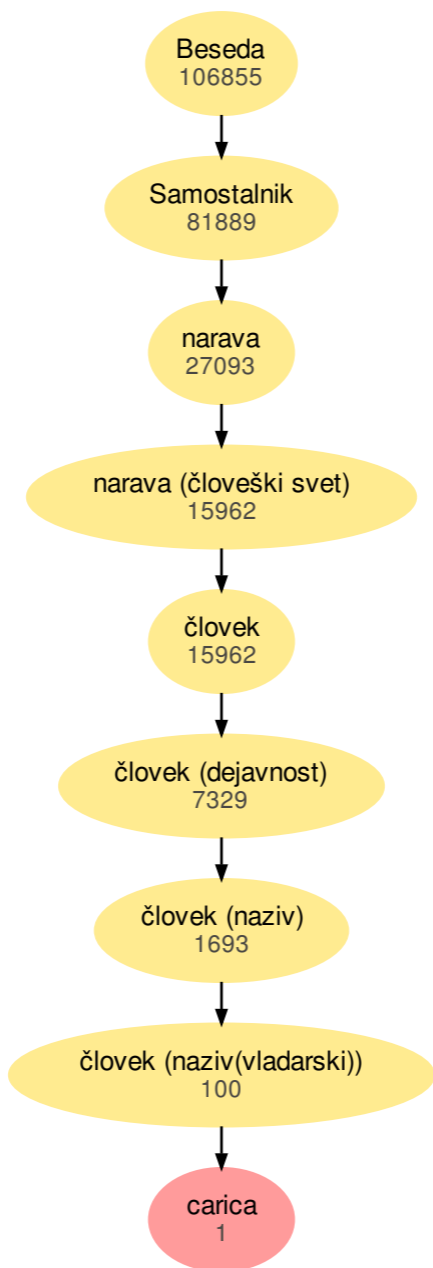 Beseda
106855
Samostalnik
81889
narava
27093
narava (človeški svet)
15962
človek
15962
človek (dejavnost)
7329
človek (naziv)
1693
človek (naziv(vladarski))
100
carica
1